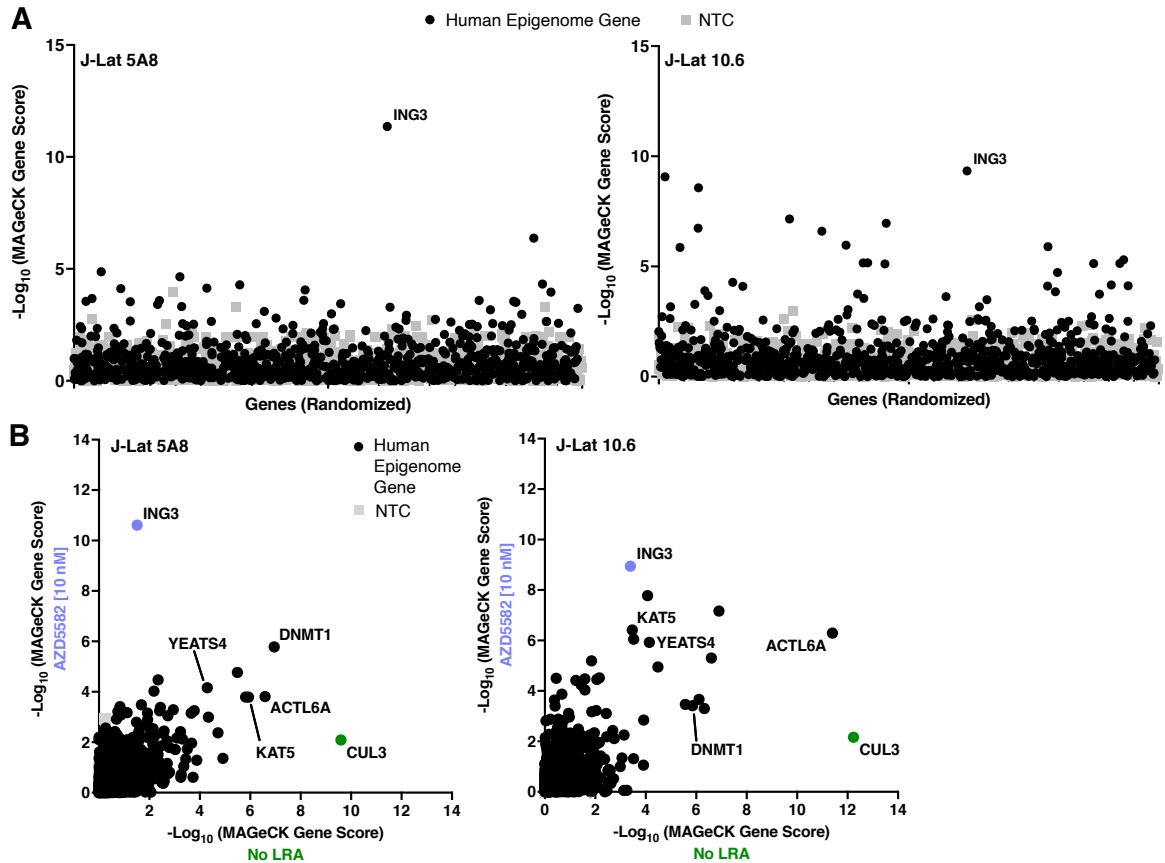 A
Human Epigenome Gene NTC
J-Lat 5A8
15
10
5
0
-Log10 (MAGeCK Gene Score)
ING3
Genes (Randomized)
J-Lat 10.6
15
10
5
0
-Log10 (MAGeCK Gene Score)
ING3
Genes (Randomized)
B
J-Lat 5A8
Human
Epigenome
Gene
NTC
14
12
10
8
6
4
2
0
-Log10 (MAGeCK Gene Score)
AZD5582 [10 nM]
ING3
YEATS4
DNMT1
ACTL6A
KAT5
CUL3
2 4 6 8 10 12 14
-Log10 (MAGeCK Gene Score)
No LRA
J-Lat 10.6
14
12
10
8
6
4
2
0
-Log10 (MAGeCK Gene Score)
AZD5582 [10 nM]
ING3
KAT5
YEATS4
ACTL6A
DNMT1
CUL3
0 2 4 6 8 10 12 14
-Log10 (MAGeCK Gene Score)
No LRA